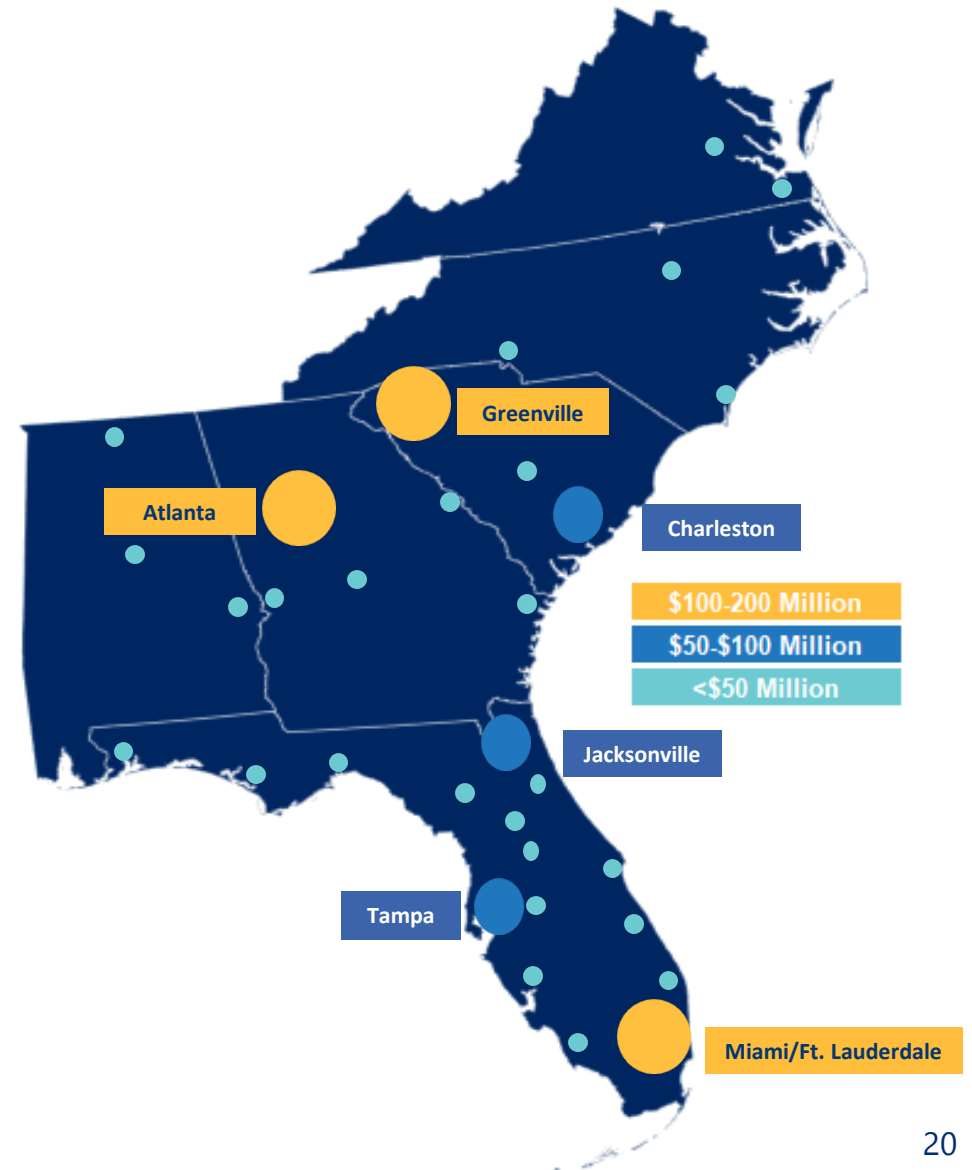 Greenville
Atlanta
Charleston
$100-200 Million
$50-$100 Million
<$50 Million
Jacksonville
Tampa
Miami/Ft. Lauderdale
20